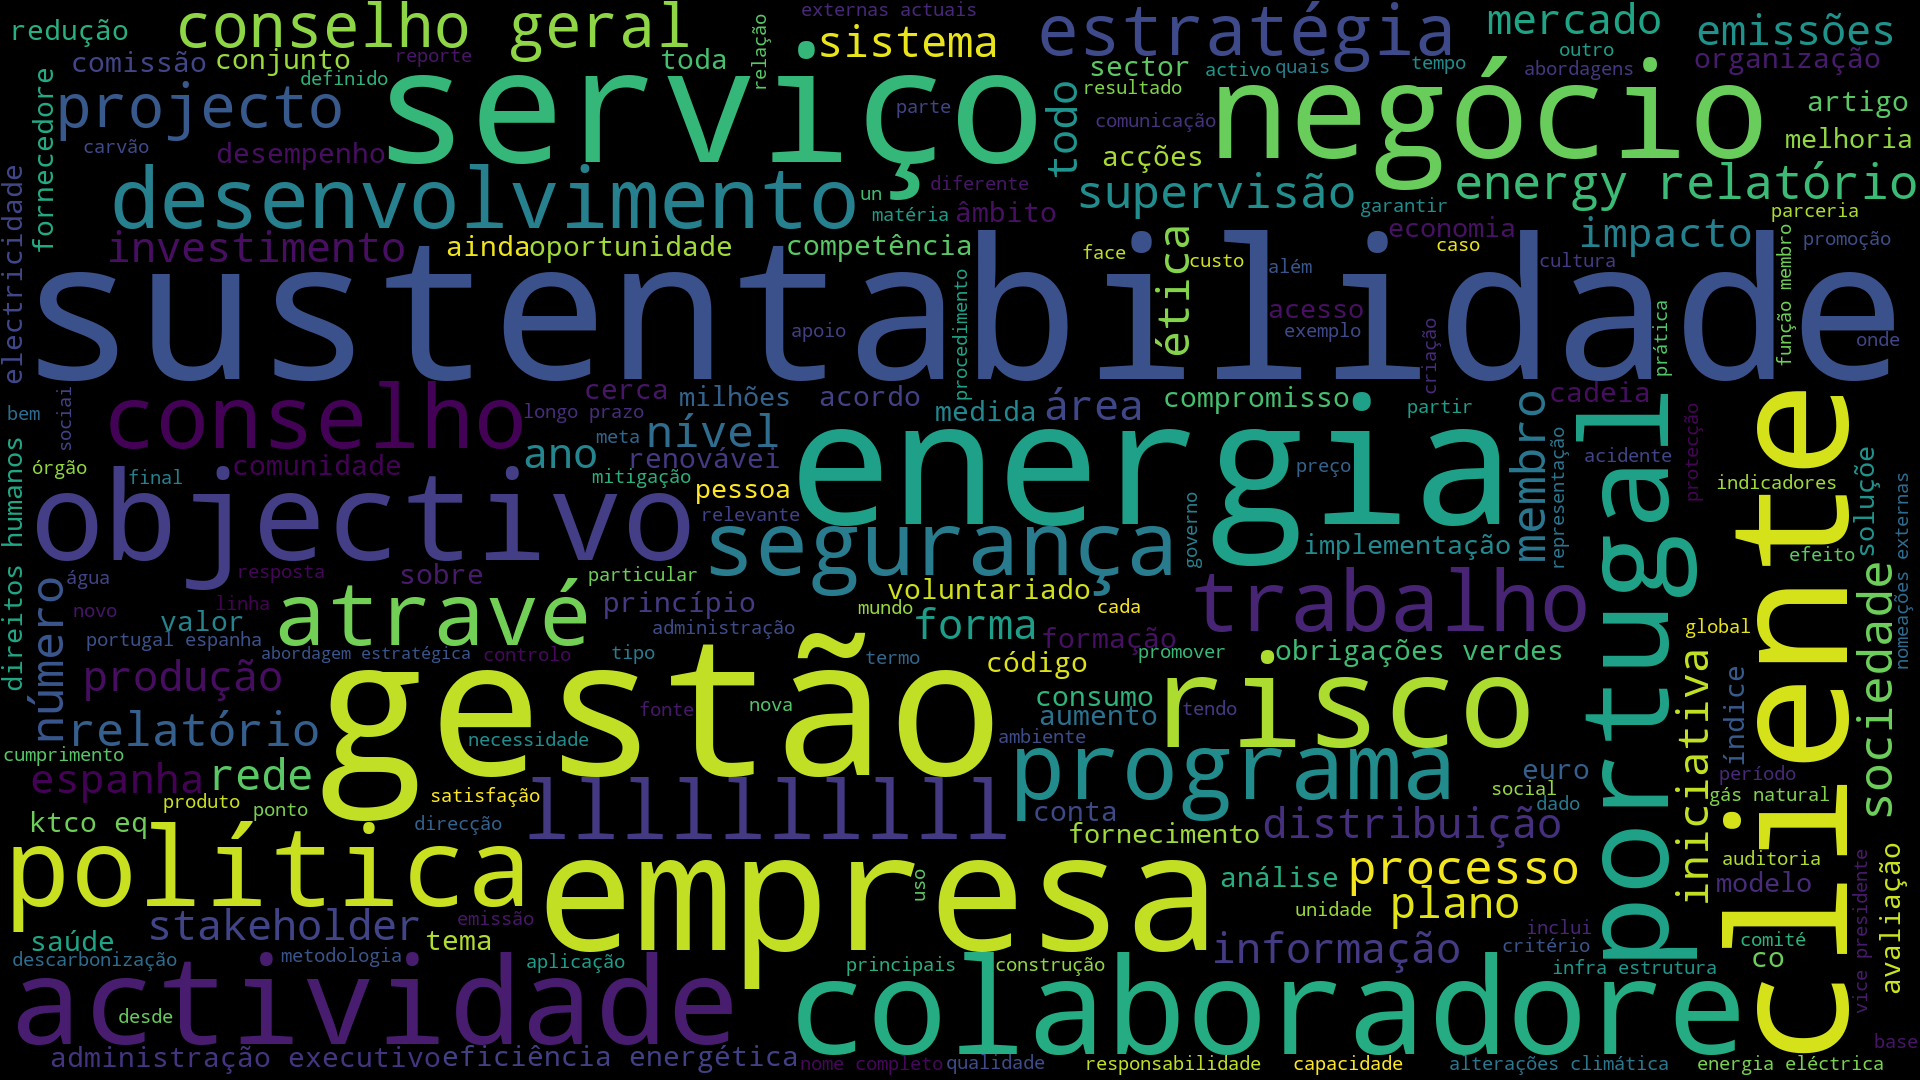 redução
conselho geral
externas actuais
relação
sistema
estratégia
mercado
emissões
comissão
conjunto
reporte
definido
toda
sector
activo
quais
outro
tempo
abordagens
organização
resultado
fornecedore
projecto
serviço
parte
todo
comunicação
negócio
artigo
carvão
desempenho
acções
melhoria
electricidade
desenvolvimento
un
diferente
matéria
âmbito
supervisão
garantir
energy relatório
parceria
investimento
ainda
oportunidade
competência
face
ética
custo
economia
caso
impacto
cultura
função membro
promoção
sustentabilidade
além
procedimento
apoio
acesso
exemplo
criação
prática
onde
conselho
sociai
bem
cerca
longo prazo
milhões
acordo
medida
área
compromisso
partir
cadeia
direitos humanos
órgão
comunidade
final
ano
meta
nível
renovávei
mitigação
pessoa
relevante
energia
preço
membro
representação
acidente
portugal
protecção
indicadores
cliente
soluçõe
nomeações externas
efeito
objectivo
segurança
governo
implementação
água
resposta
sobre
particular
voluntariado
novo
número
linha
atravé
princípio
mundo
cada
trabalho
valor
administração
forma
formação
global
portugal espanha
abordagem estratégica
controlo
tipo
termo
código
promover
obrigações verdes
iniciativa
sociedade
produção
gestão
fonte
nova
consumo
tendo
risco
índice
relatório
necessidade
ambiente
aumento
cumprimento
espanha
rede
programa
euro
período
produto
ponto
satisfação
llllllllll
conta
social
dado
gás natural
ktco eq
direcção
fornecimento
distribuição
política
empresa
uso
análise
processo
auditoria
modelo
vice presidente
avaliação
stakeholder
emissão
unidade
plano
inclui
saúde
tema
informação
critério
comité
co
descarbonização
metodologia
aplicação
principais
construção
infra estrutura
actividade
desde
colaboradore
base
administração executivo
eficiência energética
nome completo
qualidade
responsabilidade
capacidade
alterações climática
energia eléctrica